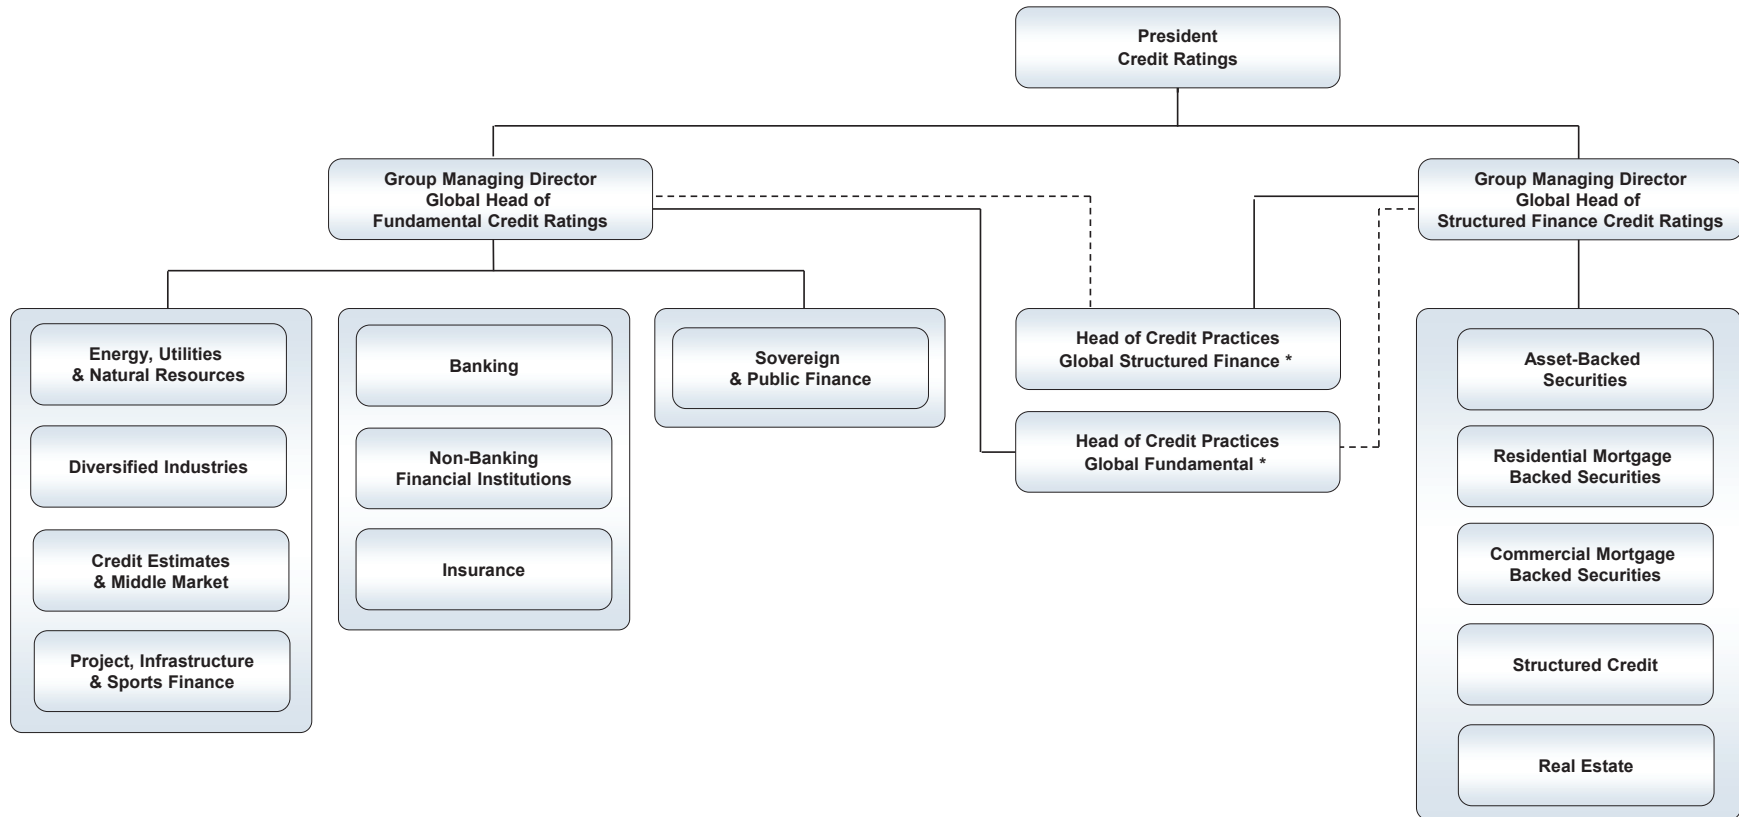 President
Credit Ratings
Group Managing Director
Global Head of
Fundamental Credit Ratings
Group Managing Director
Global Head of
Structured Finance Credit Ratings
Energy, Utilities
& Natural Resources
Diversified Industries
Credit Estimates
& Middle Market
Project, Infrastructure
& Sports Finance
Banking
Non-Banking
Financial Institutions
Insurance
Sovereign
& Public Finance
Head of Credit Practices
Global Structured Finance *
Head of Credit Practices
Global Fundamental *
Asset-Backed
Securities
Residential Mortgage
Backed Securities
Commercial Mortgage
Backed Securities
Structured Credit
Real Estate